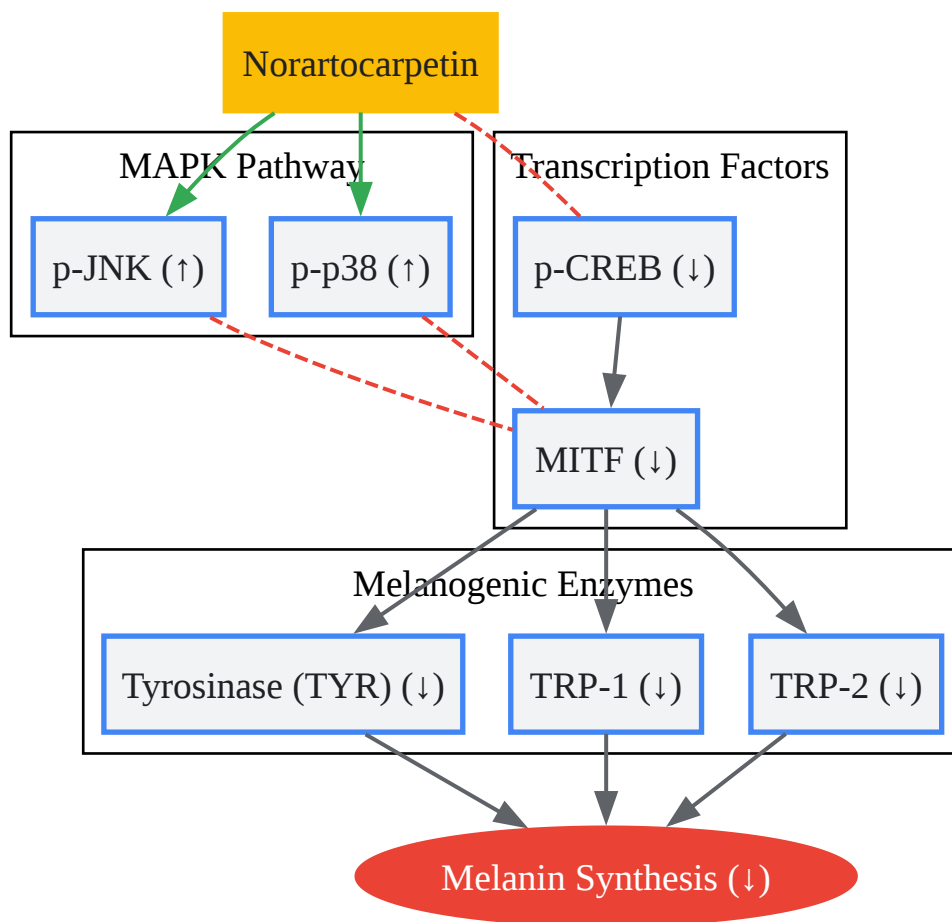 Norartocarpetin
MAPK Pathway
Transcription Factors
p-JNK (↑)
p-p38 (↑)
p-CREB (↓)
MITF (↓)
Melanogenic Enzymes
Tyrosinase (TYR) (↓)
TRP-1 (↓)
TRP-2 (↓)
Melanin Synthesis (↓)